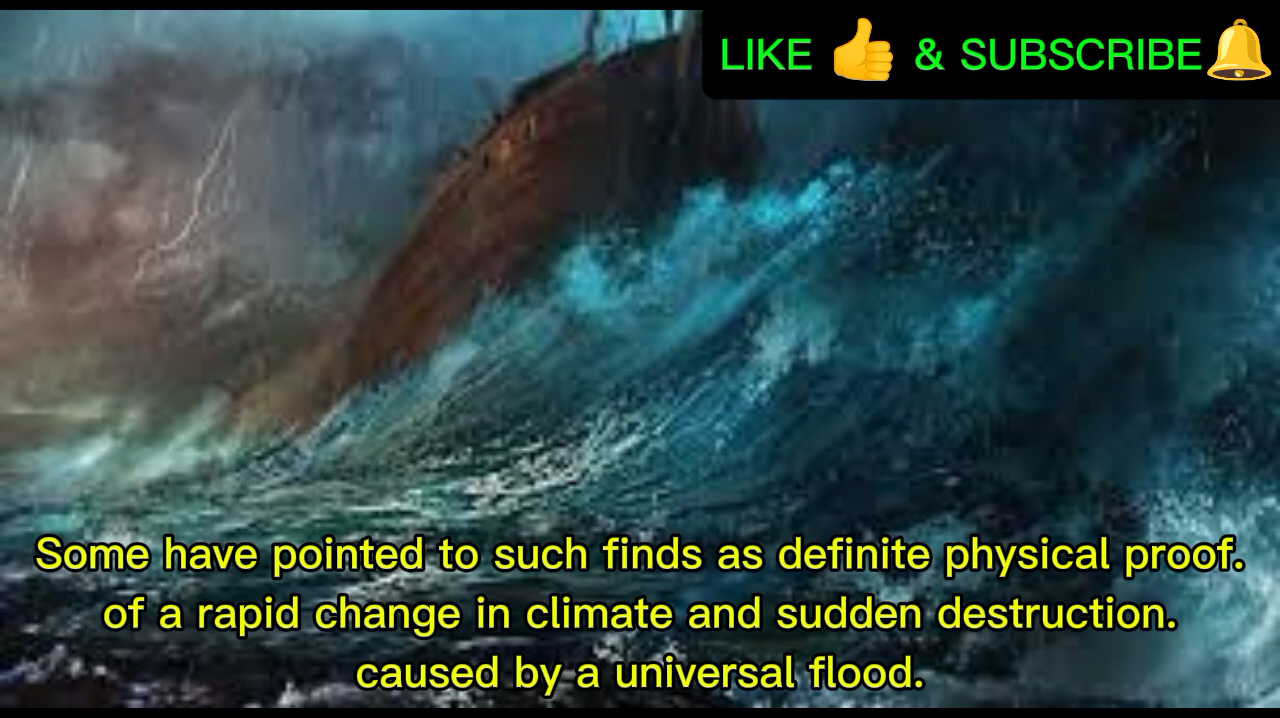 LIKE 👍 & SUBSCRIBE🔔
Some have pointed to such finds as definite physical proof.
of a rapid change in climate and sudden destruction.
caused by a universal flood.